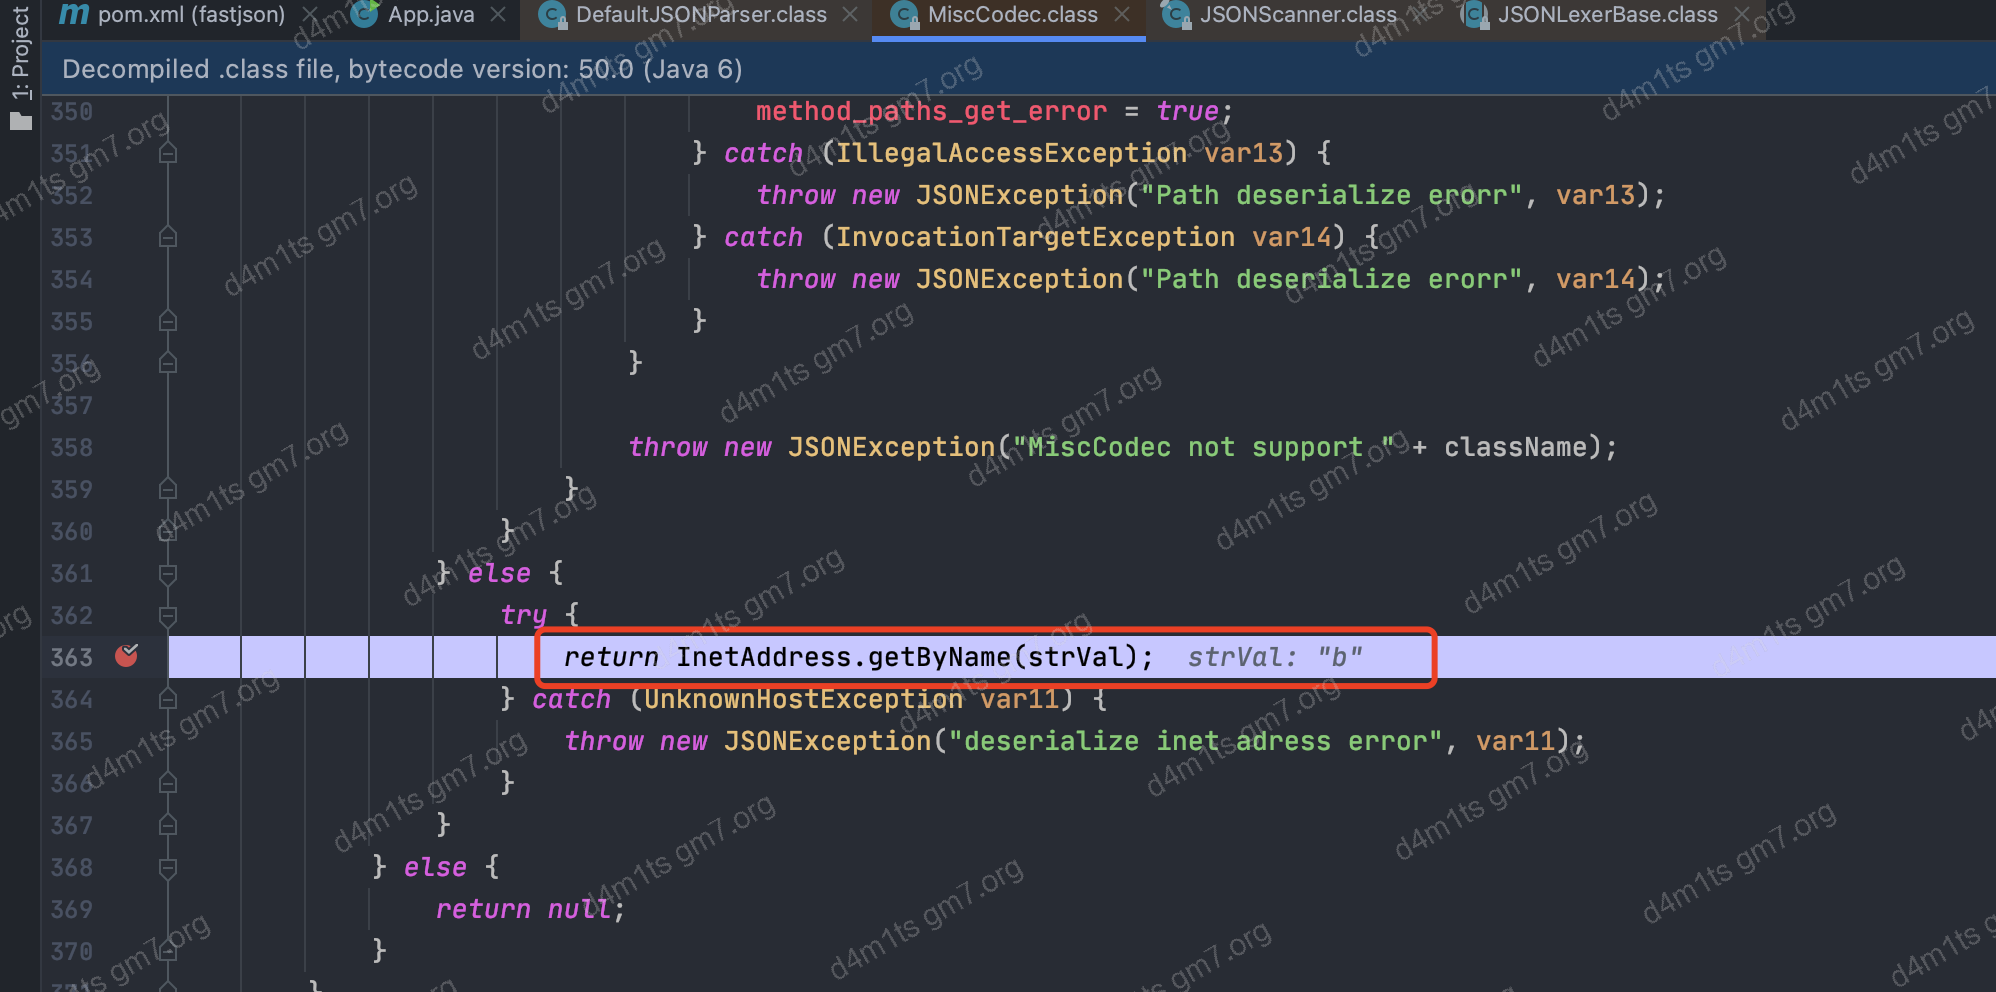 1: Project
pom.xml (fastjson) App.java DefaultJSONParser.class MiscCodec.class JSONScanner.class JSONLexerBase.class
Decompiled .class file, bytecode version: 50.0 (Java 6)
350 method_paths_get_error = true;
351 } catch (IllegalAccessException var13) {
352 throw new JSONException("Path deserialize erorr", var13);
353 } catch (InvocationTargetException var14) {
354 throw new JSONException("Path deserialize erorr", var14);
355 }
356 }
357
358 throw new JSONException("MiscCodec not support " + className);
359 }
360 }
361 } else {
362 try {
363 return InetAddress.getByName(strVal); strVal: "b"
364 } catch (UnknownHostException var11) {
365 throw new JSONException("deserialize inet adress error", var11);
366 }
367 }
368 } else {
369 return null;
370 }
}
d4m1ts gm7.org